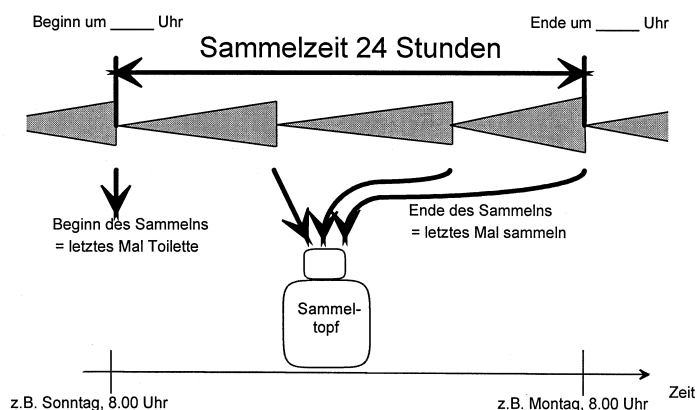 Beginn um _____ Uhr
Ende um _____ Uhr
Sammelzeit 24 Stunden
Beginn des Sammelns
= letztes Mal Toilette
Ende des Sammelns
= letztes Mal sammeln
Sammel-
topf
Zeit
z.B. Sonntag, 8.00 Uhr
z.B. Montag, 8.00 Uhr